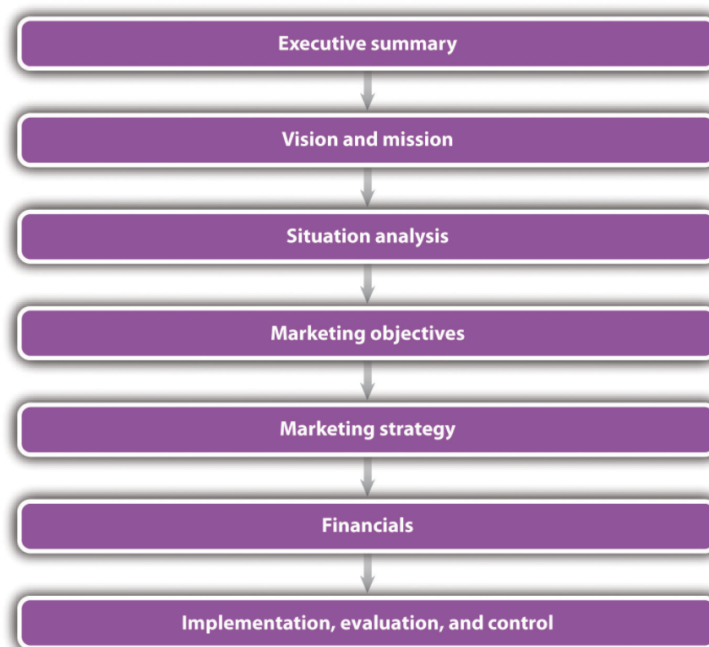 Executive summary
Vision and mission
Situation analysis
Marketing objectives
Marketing strategy
Financials
Implementation, evaluation, and control